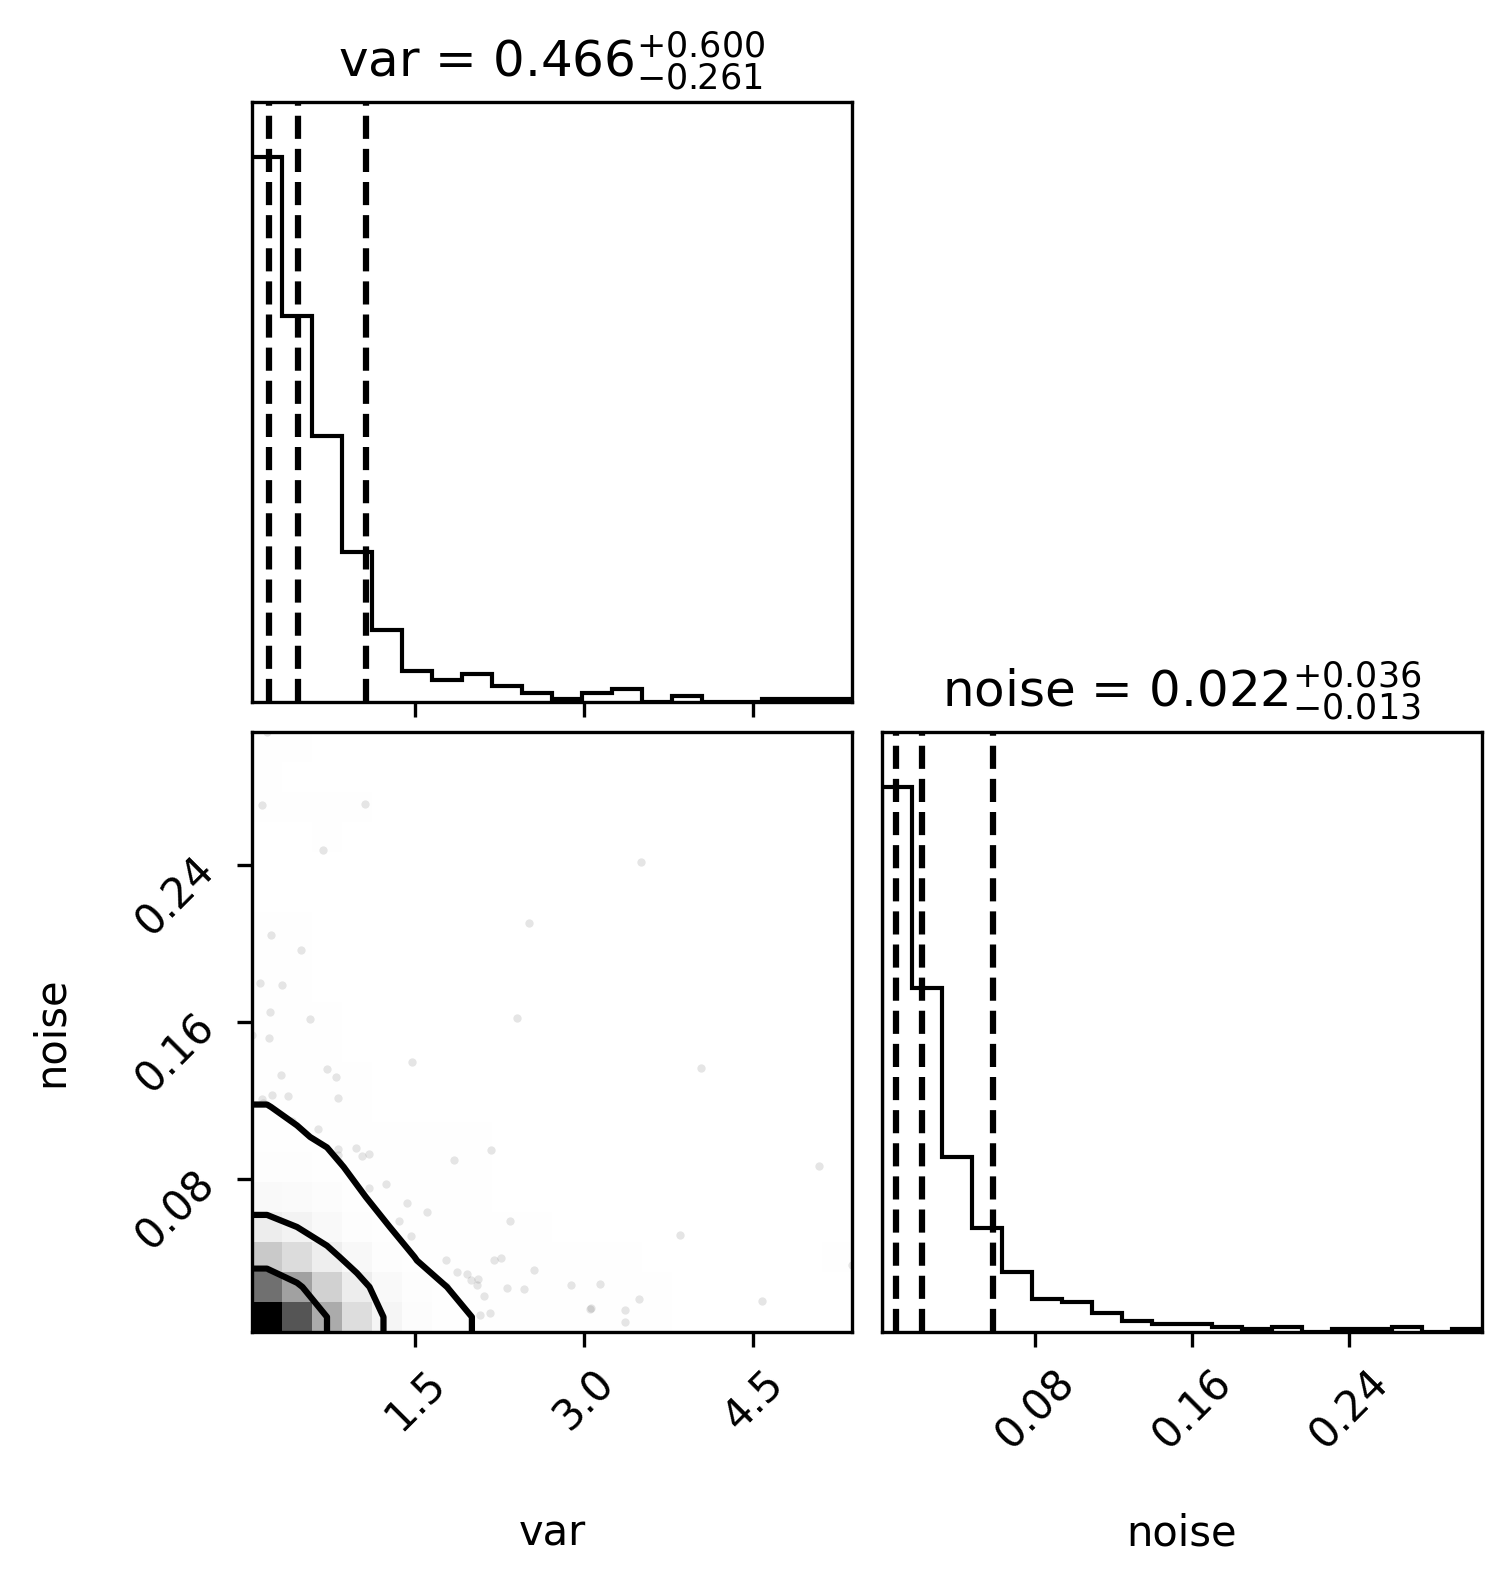 var = 0.466 +0.600 −0.261
noise = 0.022 +0.036 −0.013
0.24
0.16
0.08
noise
1.5 3.0 4.5
0.08 0.16 0.24
var
noise